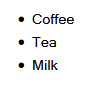 • Coffee
• Tea
• Milk